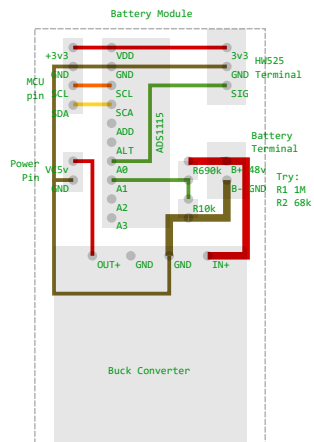 Battery Module
+3v3
VDD
3v3
HW525
GND
GND
GND
Terminal
MCU
pin
SCL
SCL
SIG
SDA
SCA
ADD
ADS1115
ALT
Battery
Terminal
Power
Pin
VC5v
A0
R690k
B+48v
GND
A1
B-GND
A2
R10k
A3
Try:
R1 1M
R2 68k
OUT+
GND
GND
IN+
Buck Converter